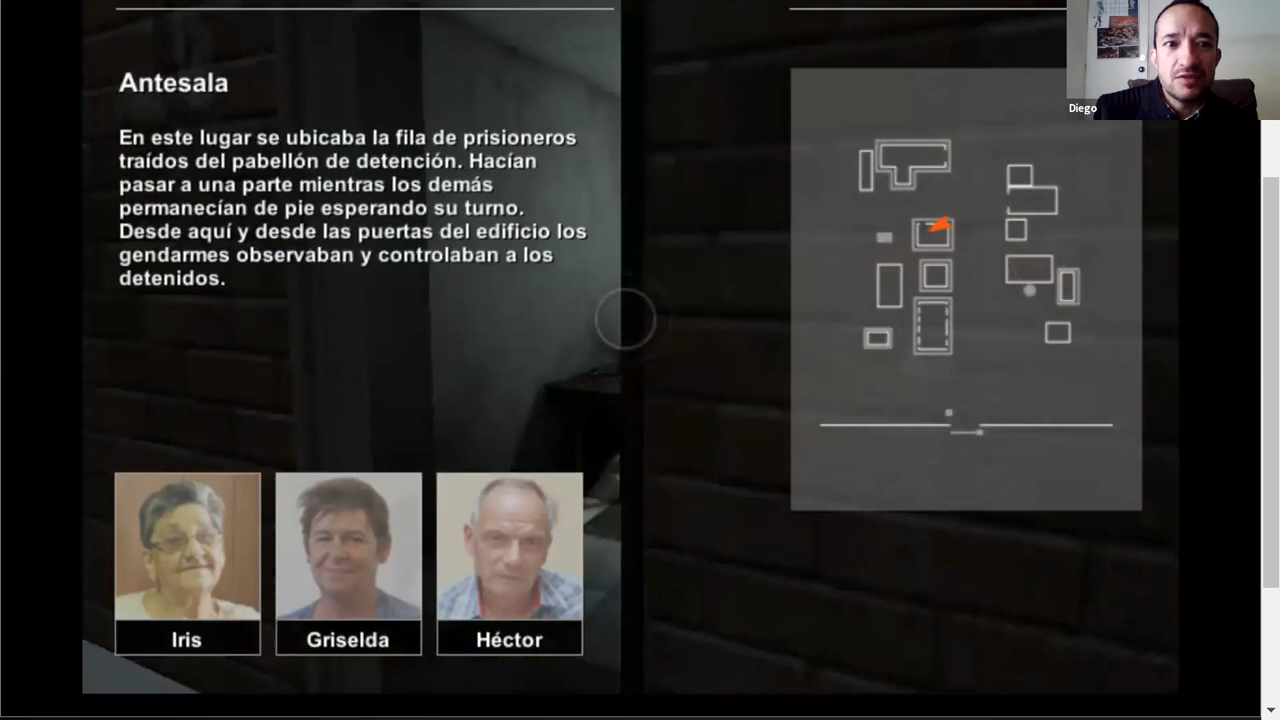 Antesala
En este lugar se ubicaba la fila de prisioneros
traídos del pabellón de detención. Hacían
pasar a una parte mientras los demás
permanecían de pie esperando su turno.
Desde aquí y desde las puertas del edificio los
gendarmes observaban y controlaban a los
detenidos.
Iris
Griselda
Héctor
Diego